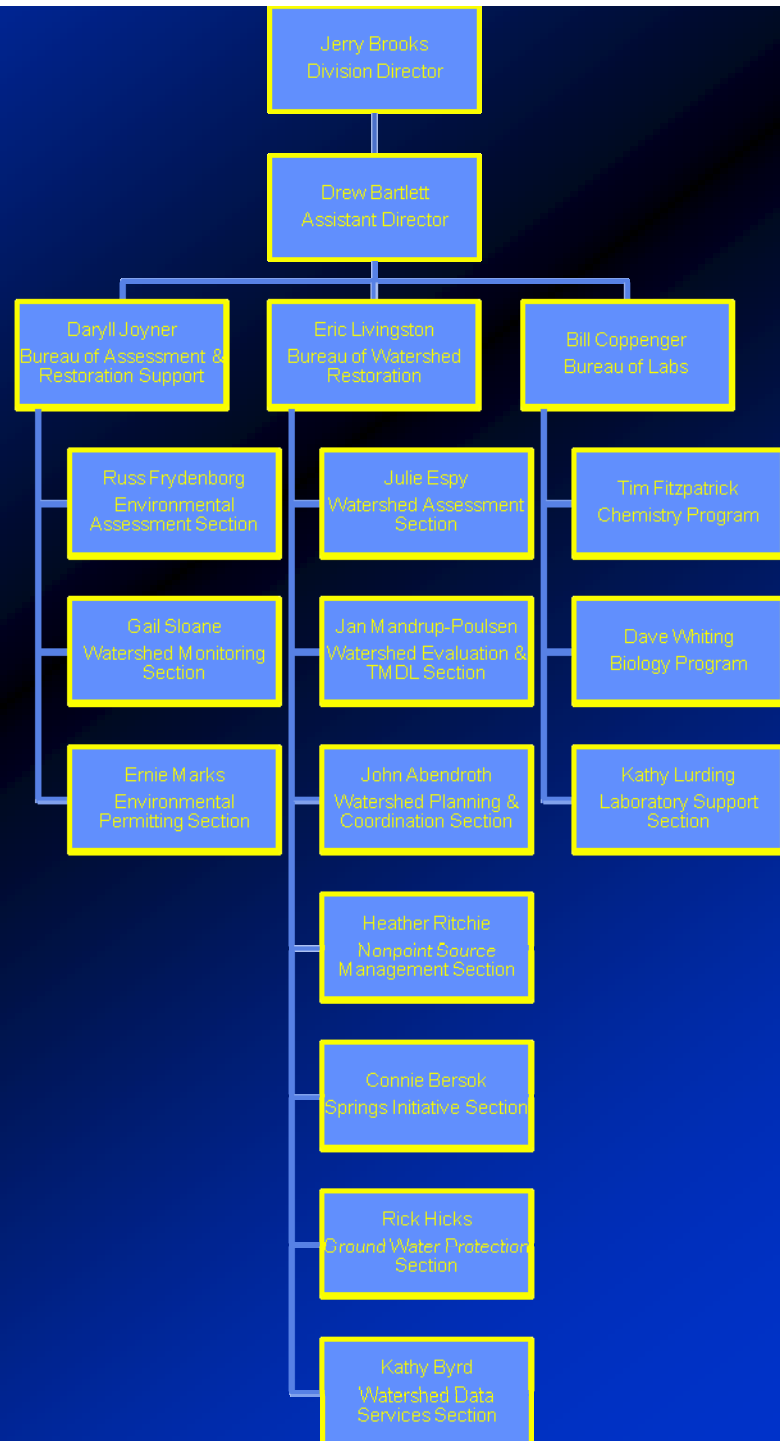 Jerry Brooks
Division Director
Drew Bartlett
Assistant Director
Daryll Joyner
Bureau of Assessment &
Restoration Support
Eric Livingston
Bureau of Watershed
Restoration
Bill Coppenger
Bureau of Labs
Russ Frydenborg
Environmental
Assessment Section
Gail Sloane
Watershed Monitoring
Section
Ernie Marks
Environmental
Permitting Section
Julie Espy
Watershed Assessment
Section
Jan Mandrup-Poulsen
Watershed Evaluation &
TMDL Section
John Abendroth
Watershed Planning &
Coordination Section
Heather Ritchie
Nonpoint Source
Management Section
Connie Bersok
Springs Initiative Section
Rick Hicks
Ground Water Protection
Section
Kathy Byrd
Watershed Data
Services Section
Tim Fitzpatrick
Chemistry Program
Dave Whiting
Biology Program
Kathy Lurding
Laboratory Support
Section